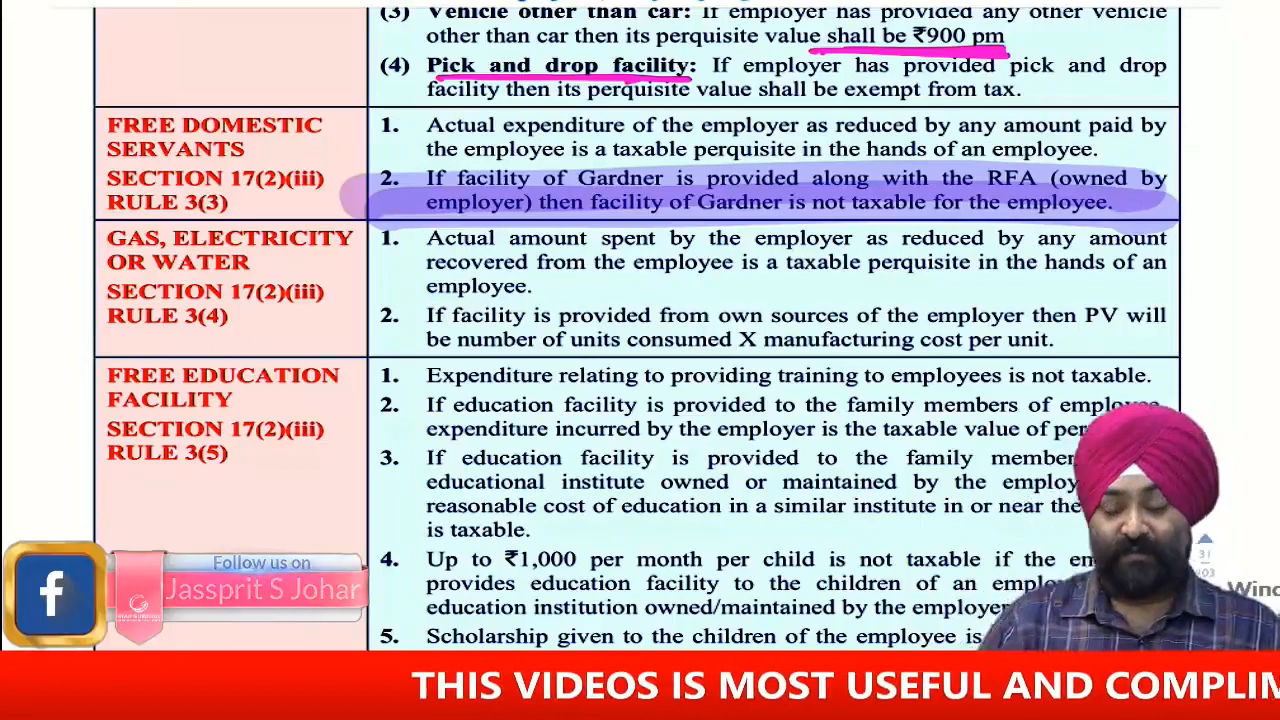 (3) Vehicle other than car: If employer has provided any other vehicle
other than car then its perquisite value shall be ₹900 pm
(4) Pick and drop facility: If employer has provided pick and drop
facility then its perquisite value shall be exempt from tax.
FREE DOMESTIC
SERVANTS
SECTION 17(2)(iii)
RULE 3(3)
1. Actual expenditure of the employer as reduced by any amount paid by
the employee is a taxable perquisite in the hands of an employee.
2. If facility of Gardner is provided along with the RFA (owned by
employer) then facility of Gardner is not taxable for the employee.
GAS, ELECTRICITY
OR WATER
SECTION 17(2)(iii)
RULE 3(4)
1. Actual amount spent by the employer as reduced by any amount
recovered from the employee is a taxable perquisite in the hands of an
employee.
2. If facility is provided from own sources of the employer then PV will
be number of units consumed X manufacturing cost per unit.
FREE EDUCATION
FACILITY
SECTION 17(2)(iii)
RULE 3(5)
1. Expenditure relating to providing training to employees is not taxable.
2. If education facility is provided to the family members of employee,
expenditure incurred by the employer is the taxable value of
3. If education facility is provided to the family
educational institute owned or maintained by the
reasonable cost of education in a similar institute in or near the
is taxable.
4. Up to ₹1,000 per month per child is not taxable if the
provides education facility to the children of an
education institution owned/maintained by the employer
5. Scholarship given to the children of the employee is
Follow us on
Jassprit S Johar
31
THIS VIDEOS IS MOST USEFUL AND COMPLIM